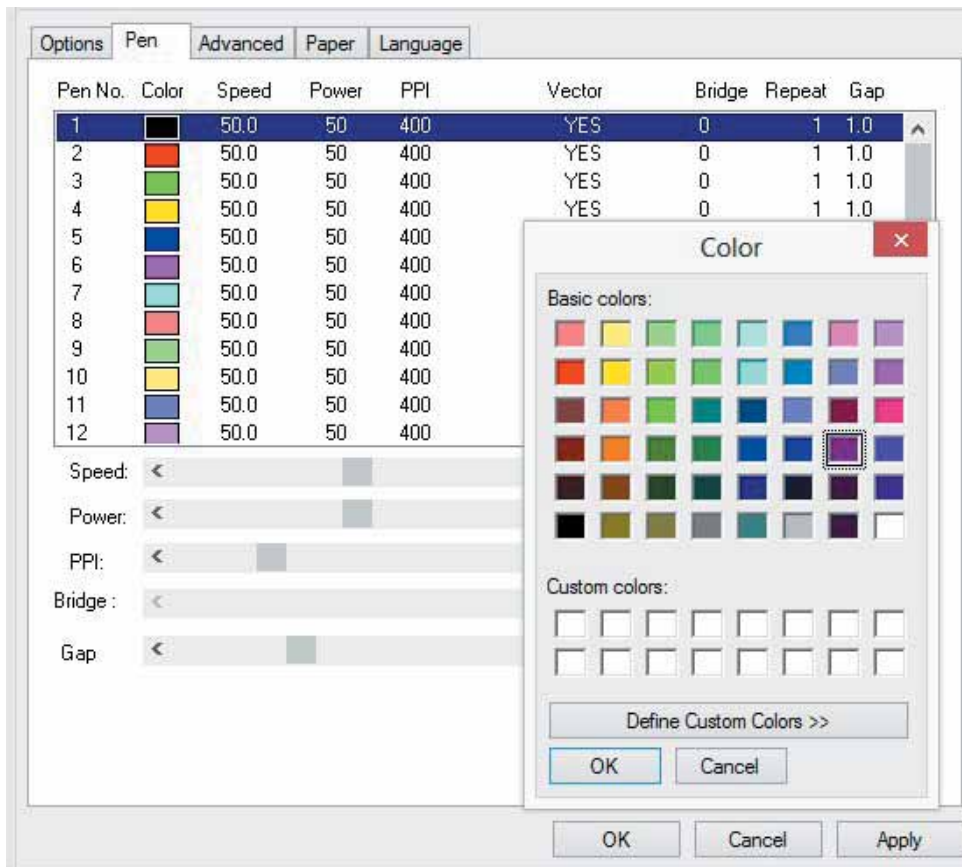 Options Pen Advanced Paper Language
Pen No. Color Speed Power PPI Vector Bridge Repeat Gap
1 50.0 50 400 YES 0 1 1.0
2 50.0 50 400 YES 0 1 1.0
3 50.0 50 400 YES 0 1 1.0
4 50.0 50 400 YES 0 1 1.0
5 50.0 50 400
6 50.0 50 400
7 50.0 50 400
8 50.0 50 400
9 50.0 50 400
10 50.0 50 400
11 50.0 50 400
12 50.0 50 400
Speed:
Power:
PPI:
Bridge :
Gap
Color
Basic colors:
Custom colors:
Define Custom Colors >>
OK Cancel
OK Cancel Apply